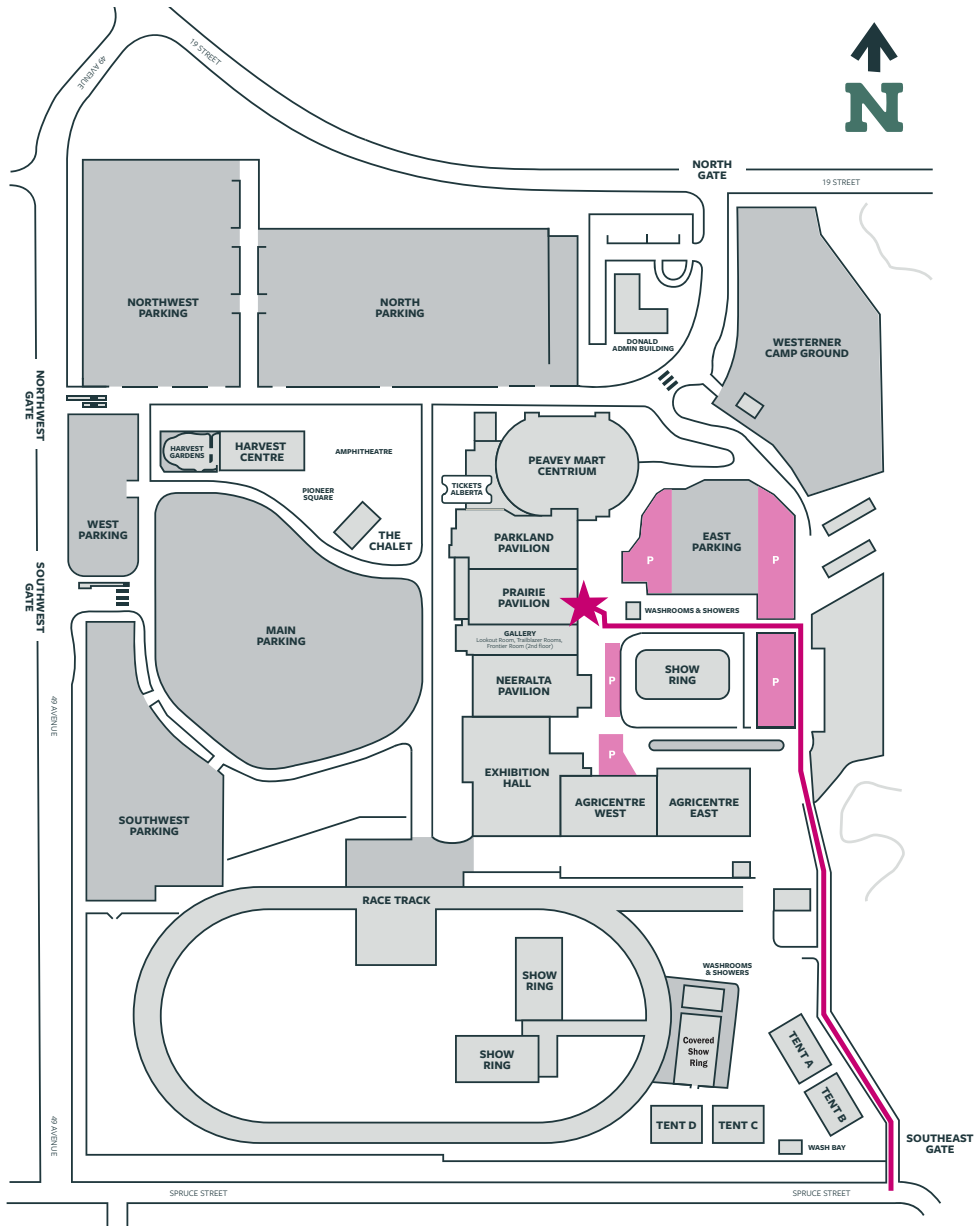 N
49 AVENUE
19 STREET
NORTH
GATE
19 STREET
NORTHWEST
PARKING
NORTH
PARKING
DONALD
ADMIN BUILDING
WESTERNER
CAMP GROUND
NORTHWEST
GATE
HARVEST
GARDENS
HARVEST
CENTRE
AMPHITHEATRE
PIONEER
SQUARE
THE
CHALET
TICKETS
ALBERTA
PEAVEY MART
CENTRIUM
WEST
PARKING
PARKLAND
PAVILION
EAST
PARKING
P
P
SOUTHWEST
GATE
PRAIRIE
PAVILION
WASHROOMS & SHOWERS
MAIN
PARKING
GALLERY
Lookout Room, Trailblazer Rooms,
Frontier Room (2nd Floor)
NEERALTA
PAVILION
P
SHOW
RING
P
49 AVENUE
P
EXHIBITION
HALL
AGRICENTRE
WEST
AGRICENTRE
EAST
SOUTHWEST
PARKING
RACE TRACK
SHOW
RING
WASHROOMS
& SHOWERS
SHOW
RING
Covered
Show
Ring
TENT A
TENT B
TENT D
TENT C
WASH BAY
SOUTHEAST
GATE
49 AVENUE
SPRUCE STREET
SPRUCE STREET